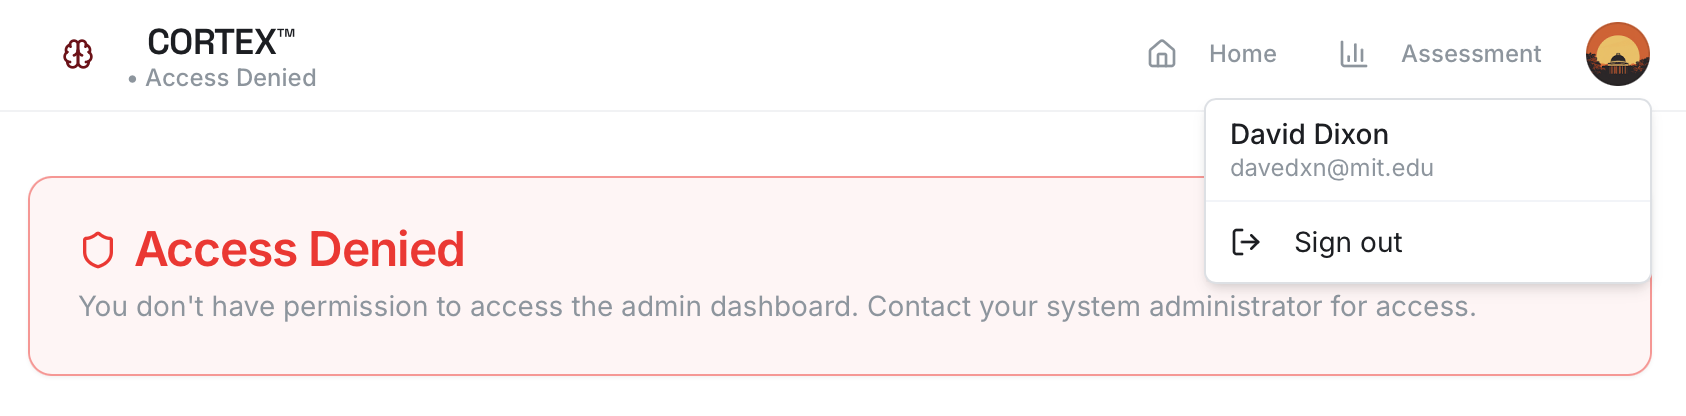 CORTEX™
• Access Denied
Home
Assessment
David Dixon
davedxn@mit.edu
Sign out
Access Denied
You don't have permission to access the admin dashboard. Contact your system administrator for access.